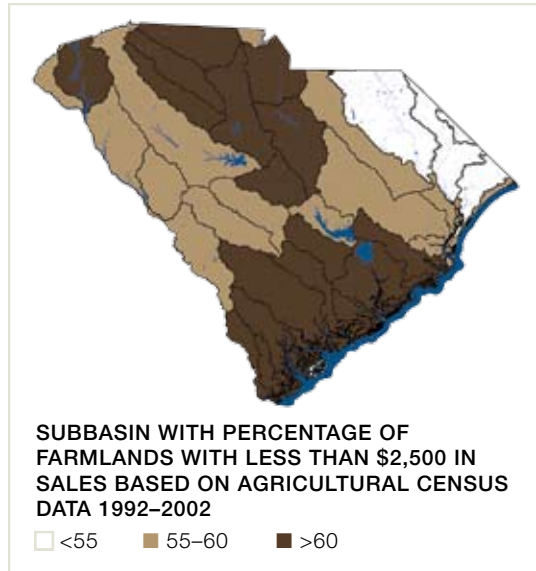 SUBBASIN WITH PERCENTAGE OF
FARMLANDS WITH LESS THAN $2,500 IN
SALES BASED ON AGRICULTURAL CENSUS
DATA 1992–2002
<55 55–60 >60